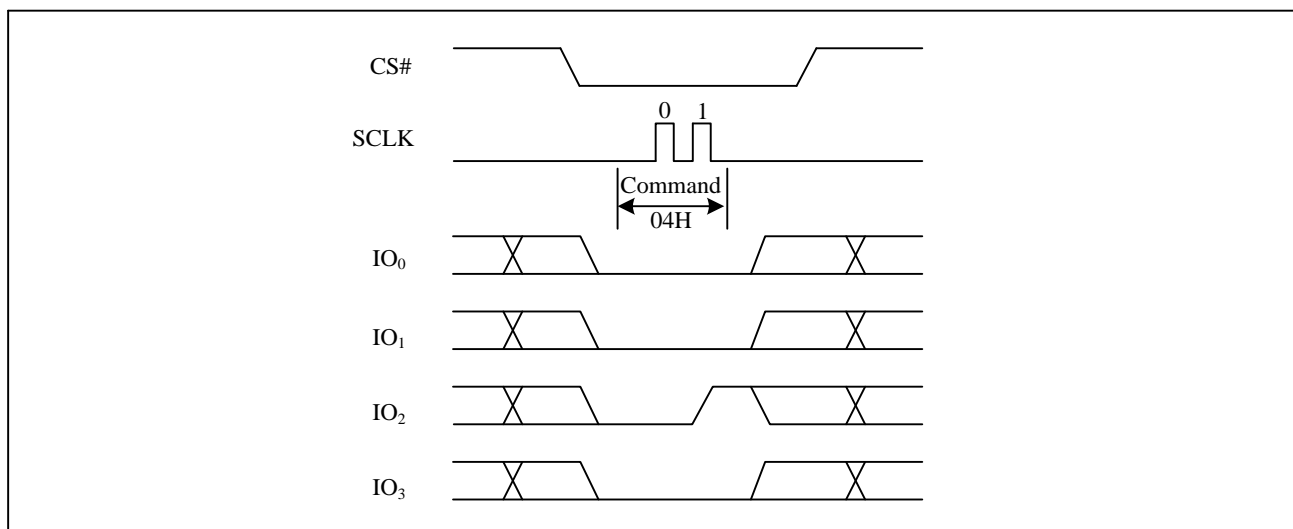 CS#
0 1
SCLK
Command
04H
IO₀
IO₁
IO₂
IO₃